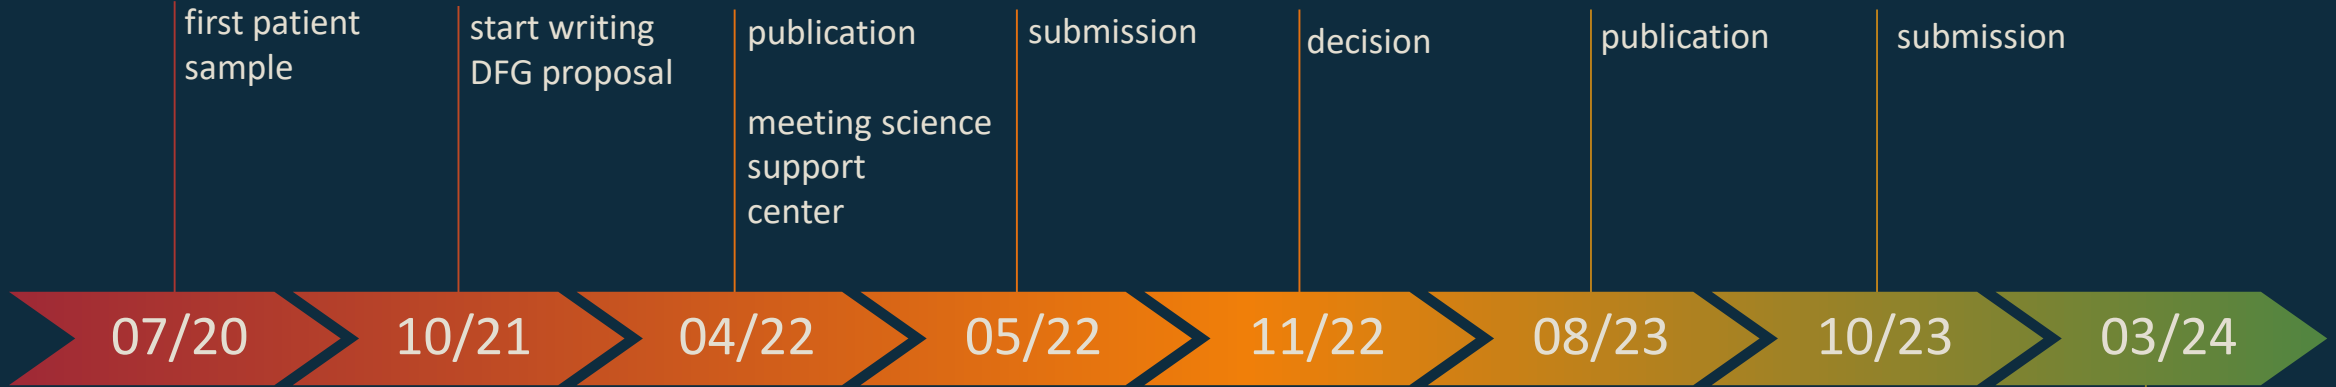 first patient
sample
start writing
DFG proposal
publication
meeting science
support
center
submission
decision
publication
submission
07/20
10/21
04/22
05/22
11/22
08/23
10/23
03/24